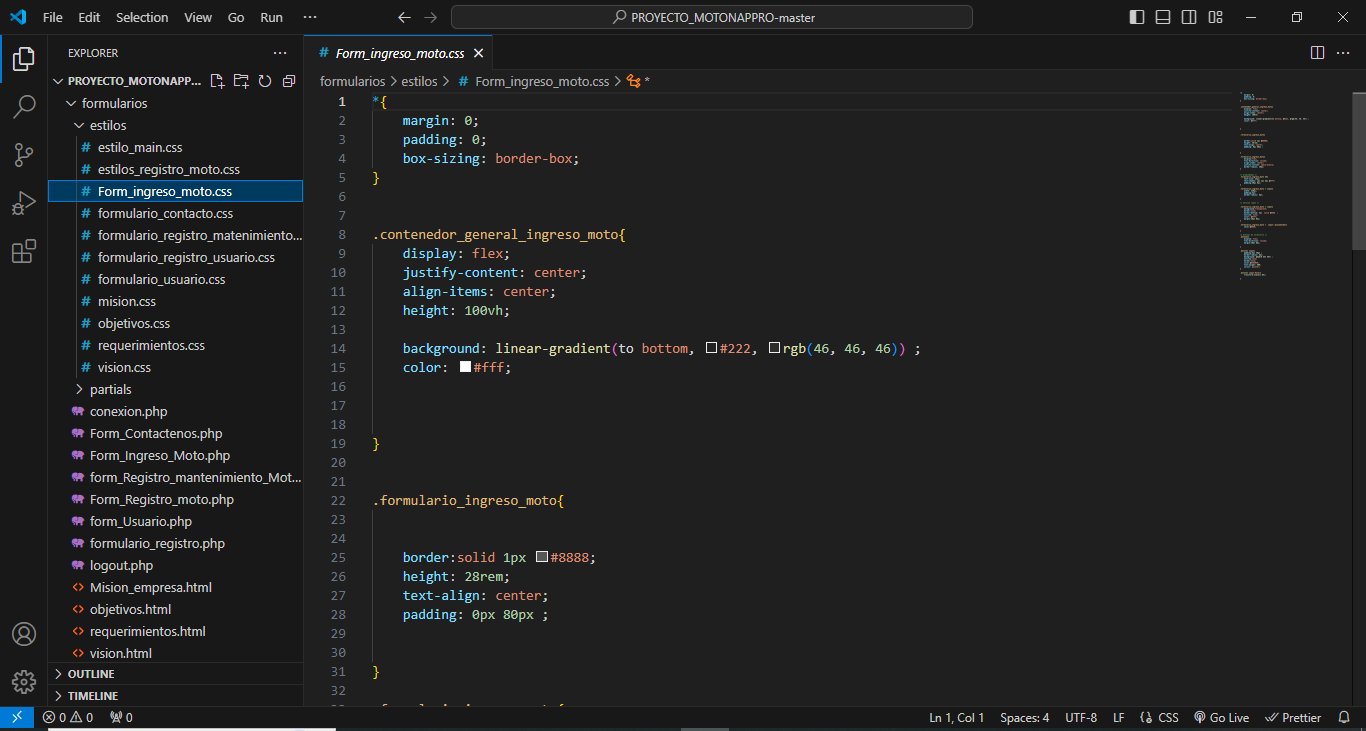 File Edit Selection View Go Run ···
PROYECTO_MOTONAPPRO-master
EXPLORER
PROYECTO_MOTONAPP...
formularios
estilos
# estilo_main.css
# estilos_registro_moto.css
# Form_ingreso_moto.css
# formulario_contacto.css
# formulario_registro_matenimiento...
# formulario_registro_usuario.css
# formulario_usuario.css
# mision.css
# objetivos.css
# requerimientos.css
# vision.css
partials
conexion.php
Form_Contactenos.php
Form_Ingreso_Moto.php
form_Registro_mantenimiento_Mot...
Form_Registro_moto.php
form_Usuario.php
formulario_registro.php
logout.php
<> Mision_empresa.html
<> objetivos.html
<> requerimientos.html
<> vision.html
OUTLINE
TIMELINE
# Form_ingreso_moto.css
formularios > estilos > # Form_ingreso_moto.css > *
1 *{
2 margin: 0;
3 padding: 0;
4 box-sizing: border-box;
5 }
6
7
8 .contenedor_general_ingreso_moto{
9 display: flex;
10 justify-content: center;
11 align-items: center;
12 height: 100vh;
13
14 background: linear-gradient(to bottom, #222, rgb(46, 46, 46)) ;
15 color: #fff;
16
17
18
19 }
20
21
22 .formulario_ingreso_moto{
23
24
25 border:solid 1px #8888;
26 height: 28rem;
27 text-align: center;
28 padding: 0px 80px ;
29
30
31 }
32
0 0 0
Ln 1, Col 1 Spaces: 4 UTF-8 LF CSS Go Live Prettier